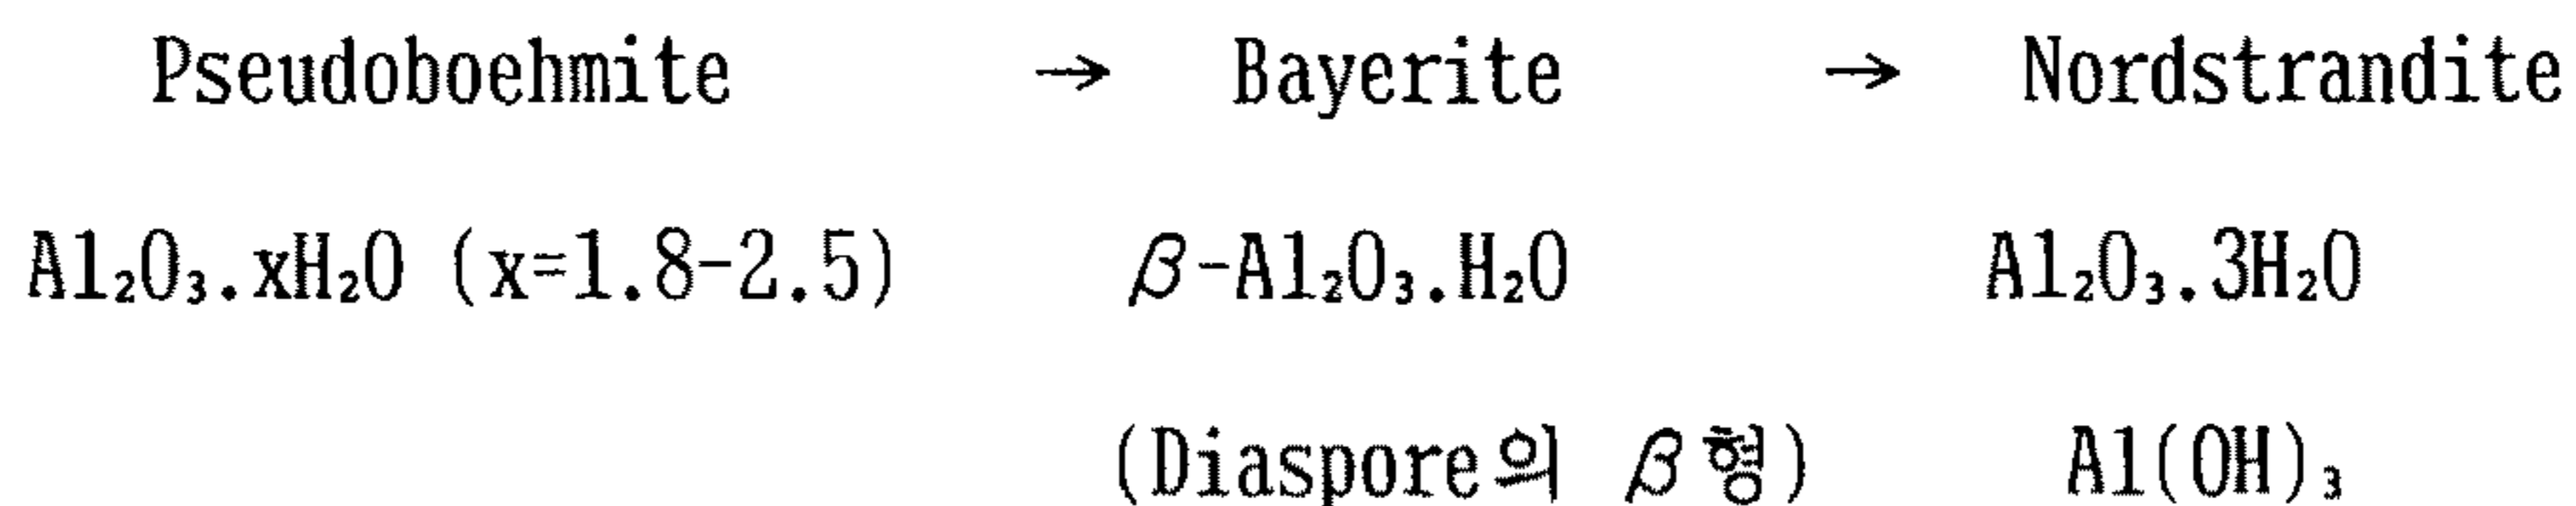 Pseudoboehmite → Bayerite → Nordstrandite
Al₂O₃.xH₂O (x=1.8-2.5) β-Al₂O₃.H₂O Al₂O₃.3H₂O
(Diaspore의 β형) Al(OH)₃